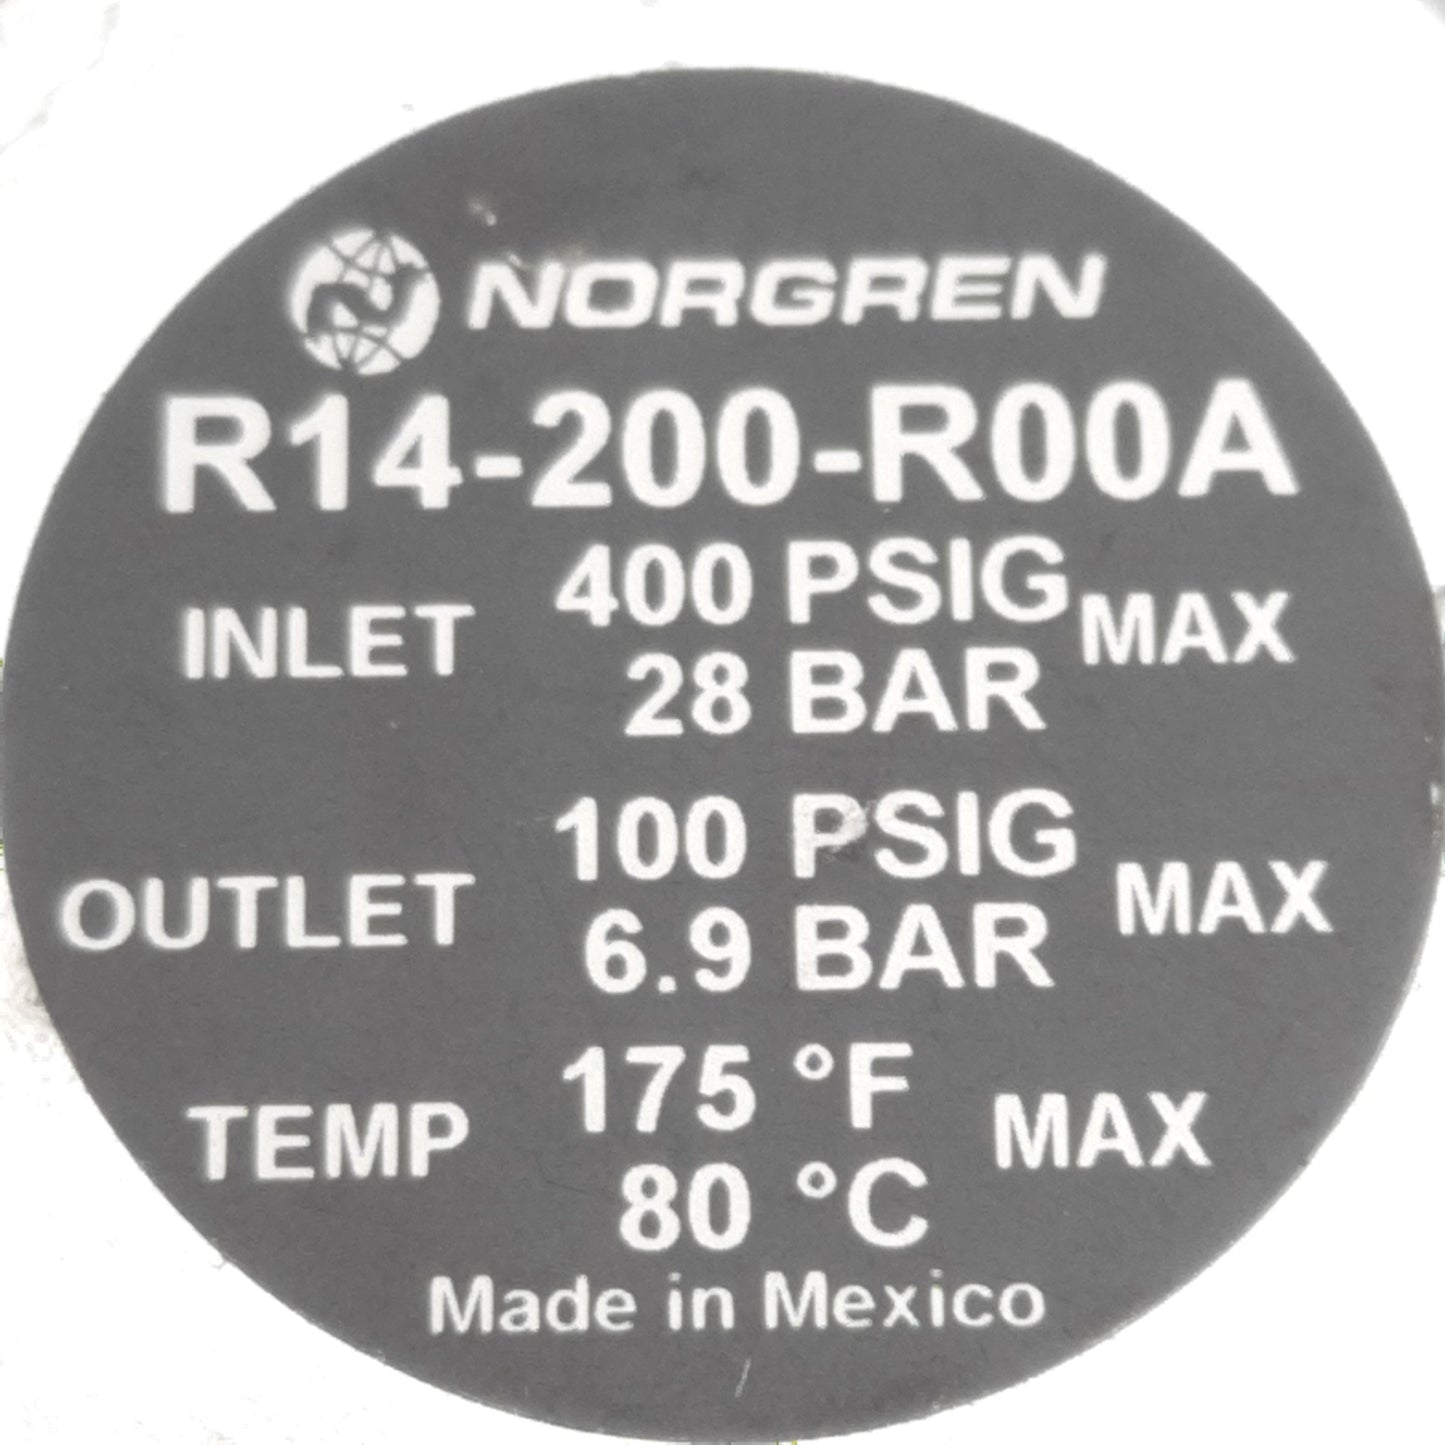 NORGREN
R14-200-R00A
INLET 400 PSIG MAX
28 BAR
OUTLET 100 PSIG MAX
6.9 BAR
TEMP 175 °F MAX
80 °C
Made in Mexico